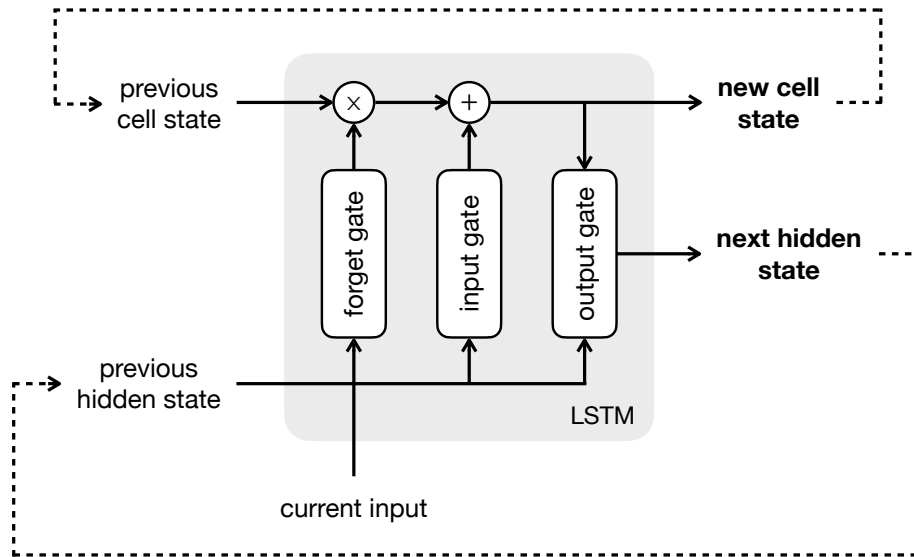 previous
cell state
×
+
new cell
state
forget gate
input gate
output gate
next hidden
state
previous
hidden state
LSTM
current input